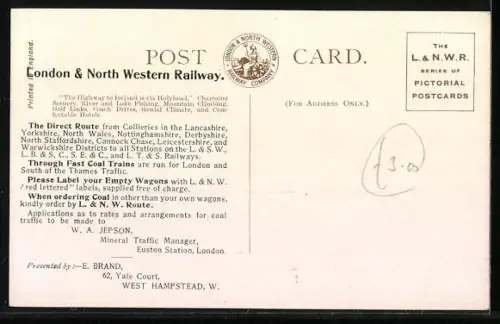 Printed in England.
POST CARD.
LONDON & NORTH WESTERN RAILWAY COMPANY
THE
L. & N.W.R.
SERIES OF
PICTORIAL
POSTCARDS
London & North Western Railway.
"The Highway to Ireland is via Holyhead." Charming
Scenery, River and Lake Fishing, Mountain Climbing,
Golf Links, Coach Drives, Genial Climate, and Com-
fortable Hotels.
(FOR ADDRESS ONLY.)
The Direct Route from Collieries in the Lancashire,
Yorkshire, North Wales, Nottinghamshire, Derbyshire,
North Staffordshire, Cannock Chase, Leicestershire, and
Warwickshire Districts to all Stations on the L. & S. W.,
L. B. & S. C., S. E. & C., and L. T. & S. Railways.
Through Fast Coal Trains are run for London and
South of the Thames Traffic.
Please Label your Empty Wagons with L. & N. W.
"red lettered" labels, supplied free of charge.
When ordering Coal in other than your own wagons,
kindly order by L. & N. W. Route.
Applications as to rates and arrangements for coal
traffic to be made to
W. A. JEPSON,
Mineral Traffic Manager,
Euston Station, London.
Presented by:—E. BRAND,
62, Yale Court,
WEST HAMPSTEAD, W.
£3.00